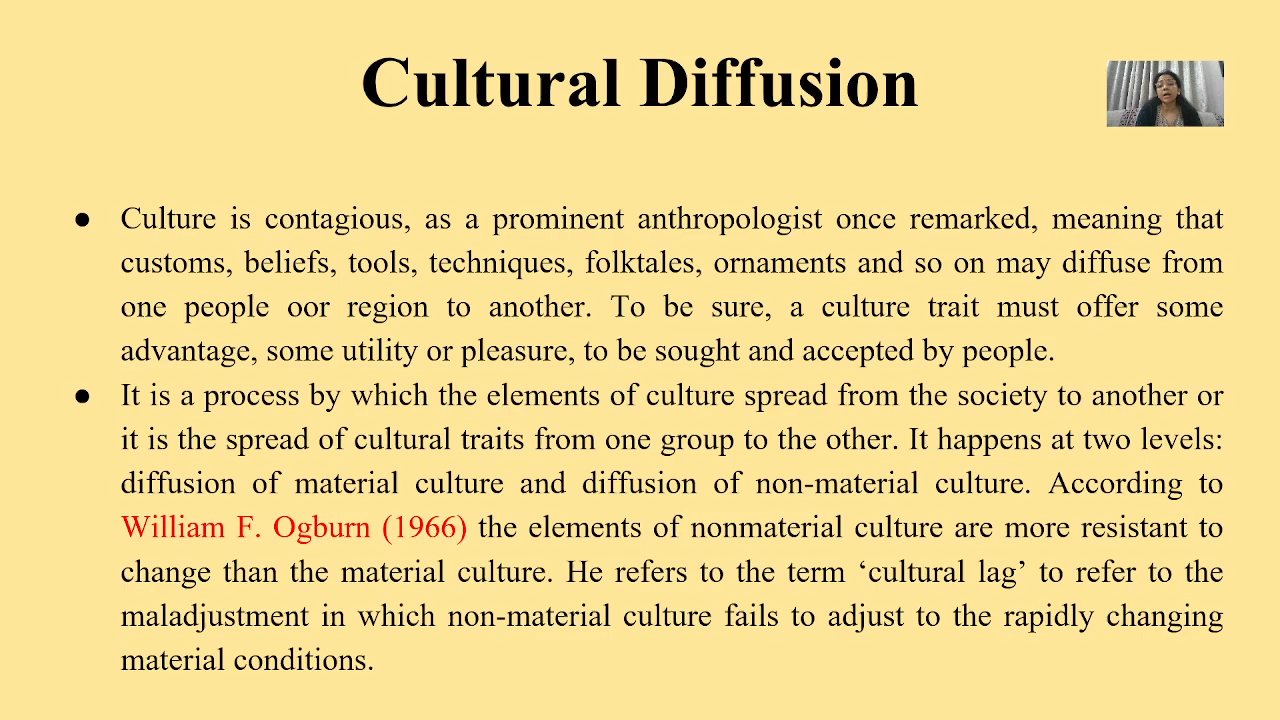 Cultural Diffusion
● Culture is contagious, as a prominent anthropologist once remarked, meaning that
customs, beliefs, tools, techniques, folktales, ornaments and so on may diffuse from
one people oor region to another. To be sure, a culture trait must offer some
advantage, some utility or pleasure, to be sought and accepted by people.
● It is a process by which the elements of culture spread from the society to another or
it is the spread of cultural traits from one group to the other. It happens at two levels:
diffusion of material culture and diffusion of non-material culture. According to
William F. Ogburn (1966) the elements of nonmaterial culture are more resistant to
change than the material culture. He refers to the term ‘cultural lag’ to refer to the
maladjustment in which non-material culture fails to adjust to the rapidly changing
material conditions.